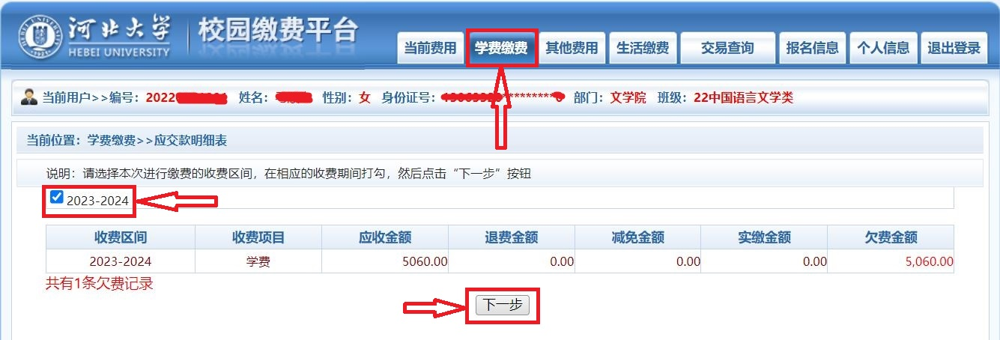 河北大学
HEBEI UNIVERSITY
校园缴费平台
当前费用 学费缴费 其他费用 生活缴费 交易查询 报名信息 个人信息 退出登录
当前用户>>编号：2022 姓名： 性别：女 身份证号： ********* 部门：文学院 班级：22中国语言文学类
当前位置：学费缴费>>应交款明细表
说明：请选择本次进行缴费的收费区间，在相应的收费期间打勾，然后点击“下一步”按钮
2023-2024
收费区间 收费项目 应收金额 退费金额 减免金额 实缴金额 欠费金额
2023-2024 学费 5060.00 0.00 0.00 0.00 5,060.00
共有1条欠费记录
下一步